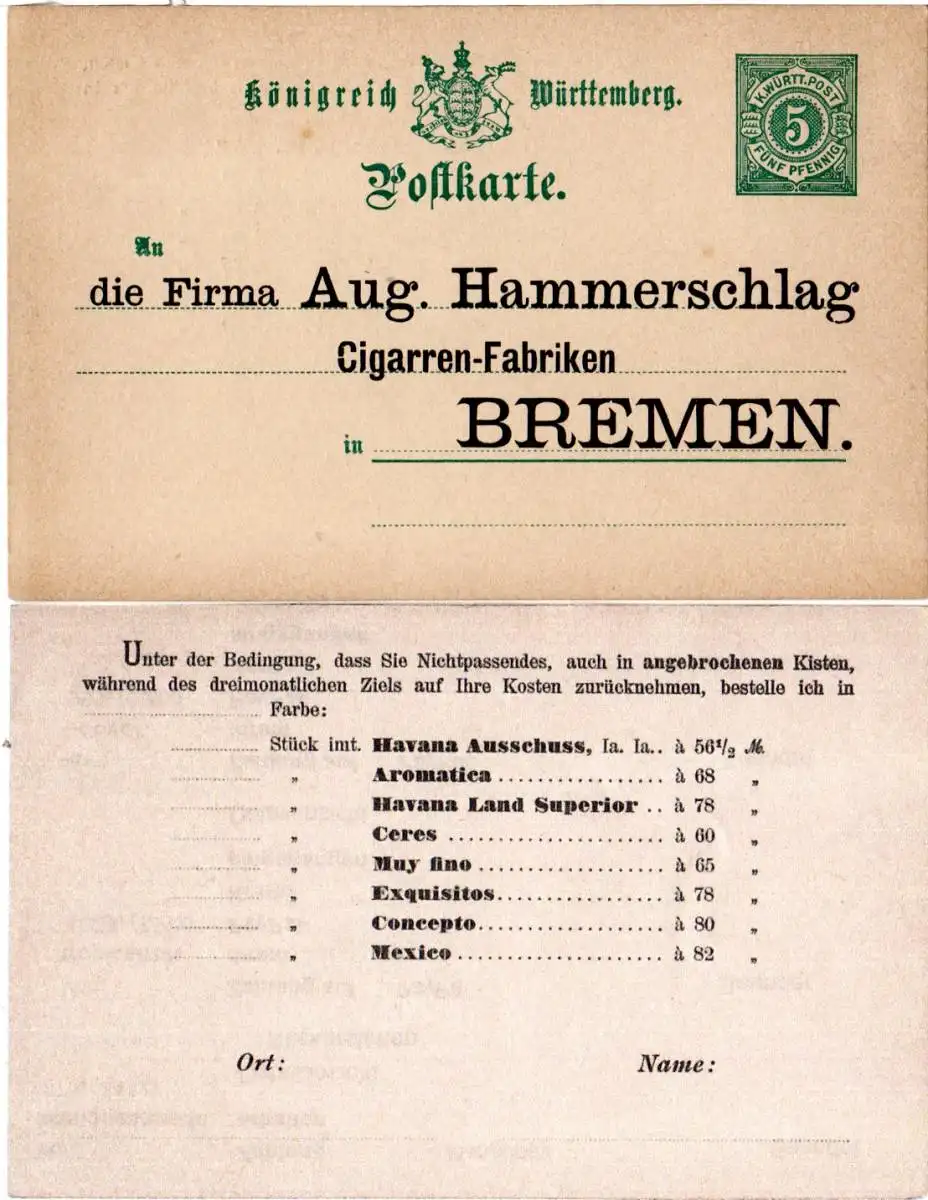 Königreich Württemberg.
K. WÜRTT. POST
5
FÜNF PFENNIG
Postkarte.
An
die Firma Aug. Hammerschlag
Cigarren-Fabriken
in BREMEN.
Unter der Bedingung, dass Sie Nichtpassendes, auch in angebrochenen Kisten,
während des dreimonatlichen Ziels auf Ihre Kosten zurücknehmen, bestelle ich in
Farbe:
Stück imt. Havana Ausschuss, Ia. Ia.. à 56½ M.
„ Aromatica ................. à 68 „
„ Havana Land Superior .. à 78 „
„ Ceres ...................... à 60 „
„ Muy fino ................... à 65 „
„ Exquisitos................. à 78 „
„ Concepto................... à 80 „
„ Mexico ..................... à 82 „
Ort: Name: